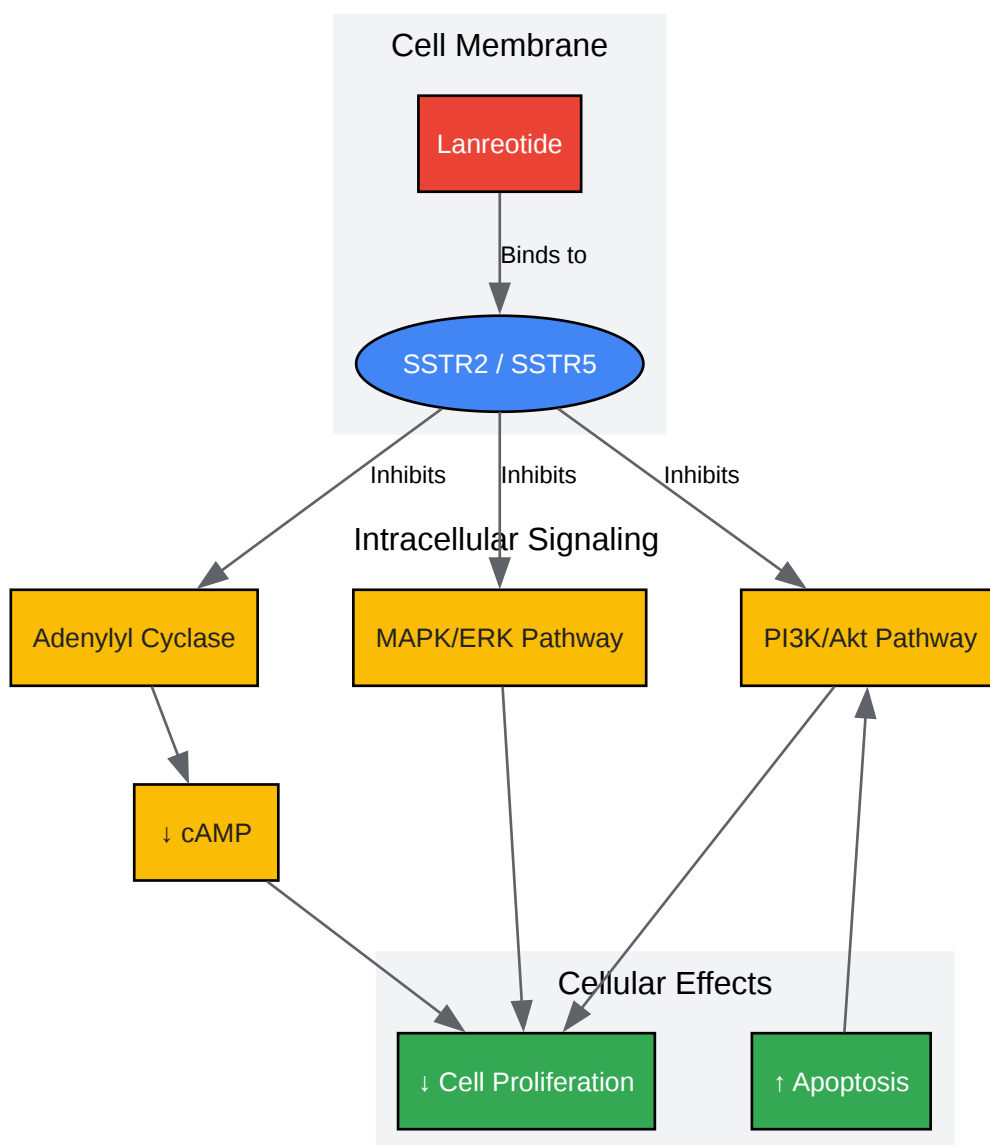 Cell Membrane
Lanreotide
Binds to
SSTR2 / SSTR5
Inhibits
Inhibits
Inhibits
Intracellular Signaling
Adenylyl Cyclase
MAPK/ERK Pathway
PI3K/Akt Pathway
↓ cAMP
Cellular Effects
↓ Cell Proliferation
↑ Apoptosis